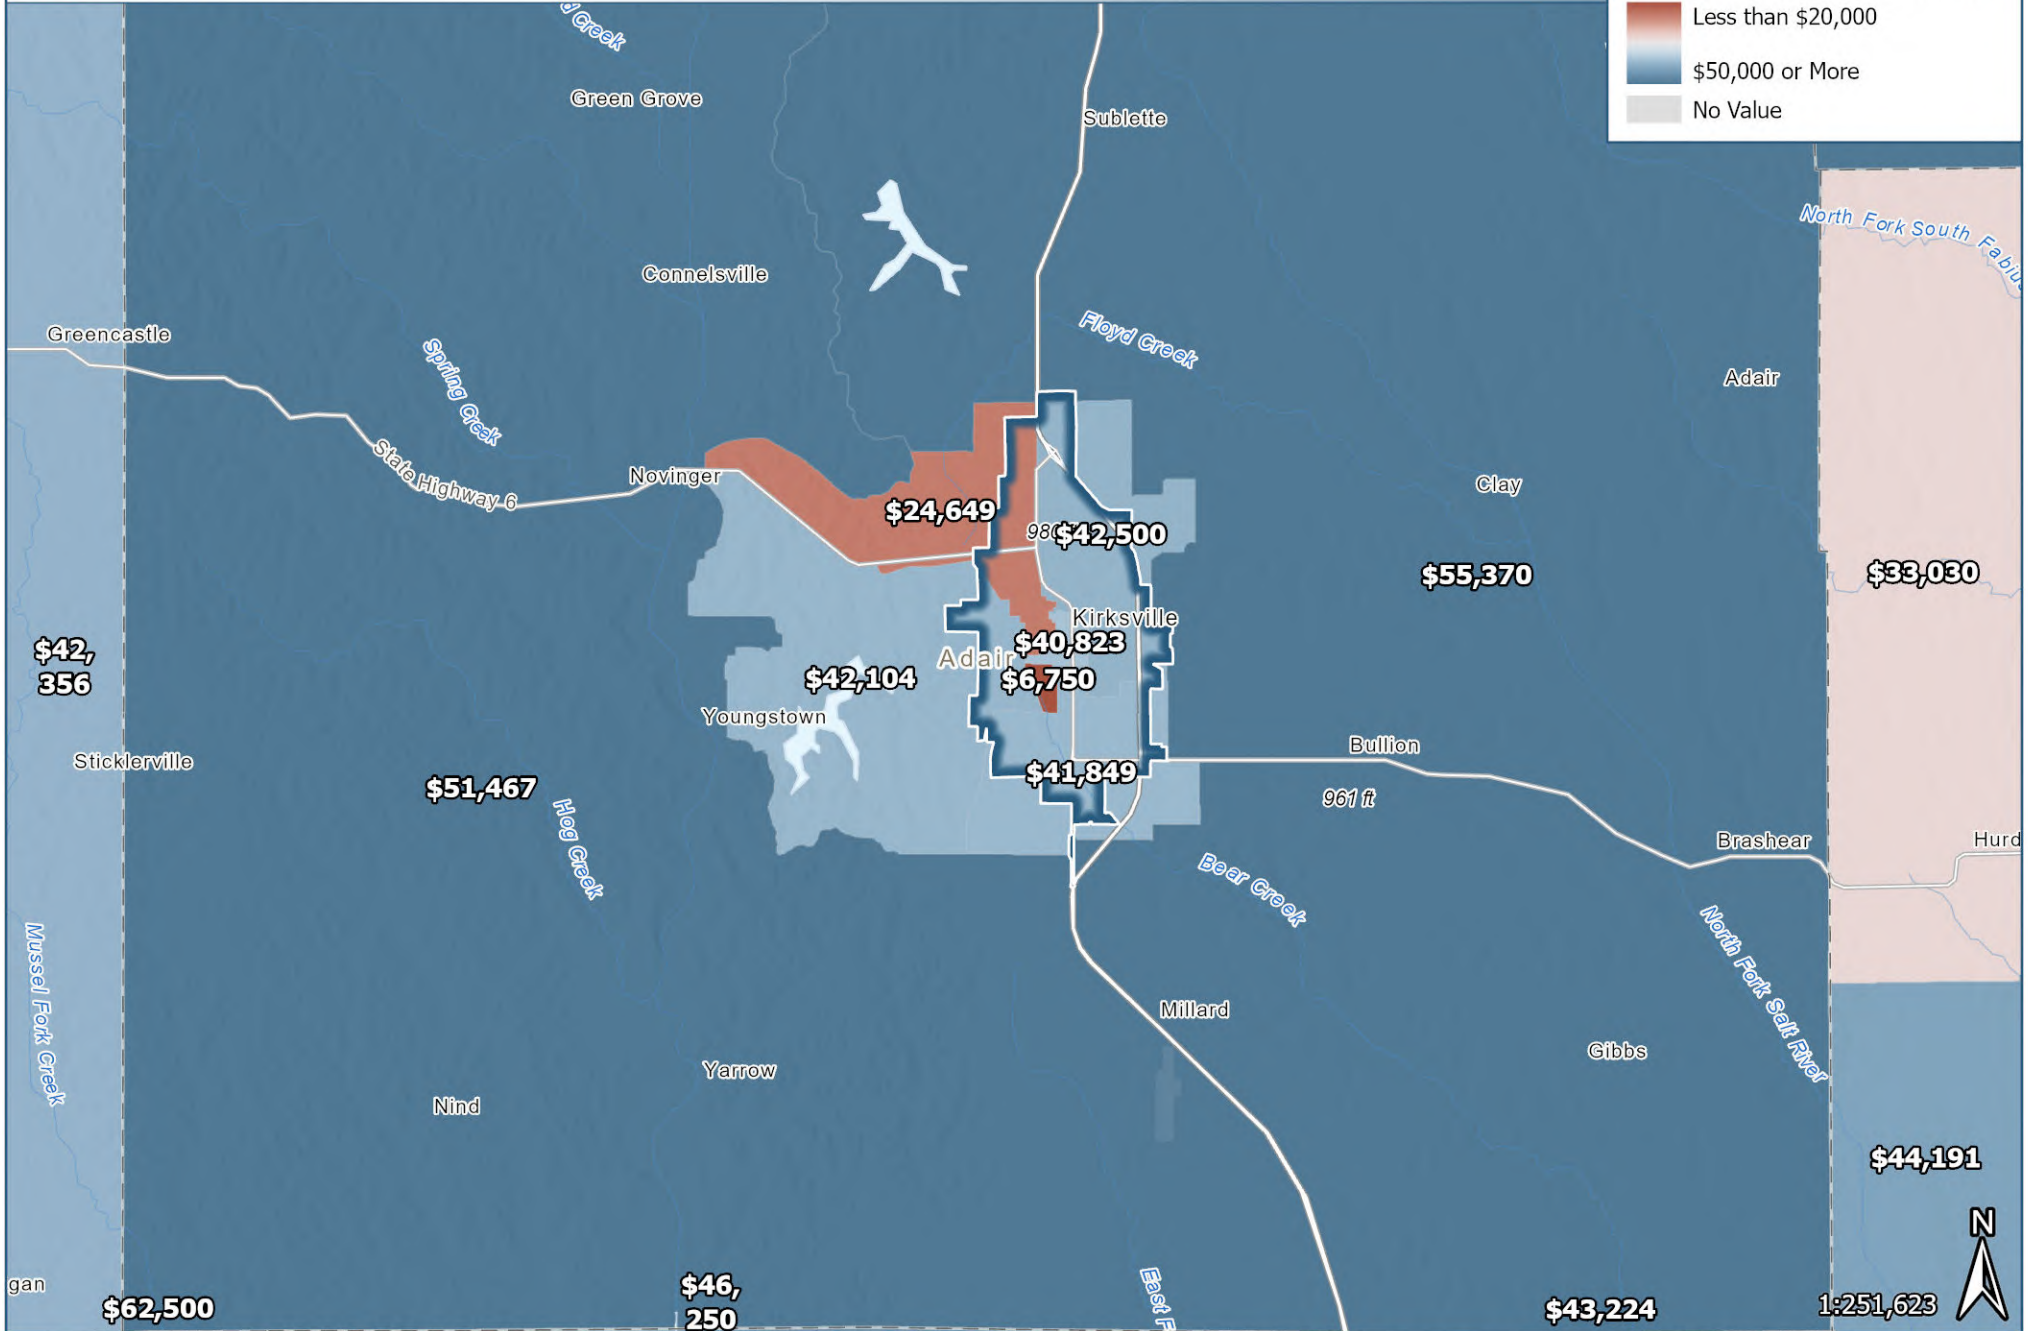 Less than $20,000
$50,000 or More
No Value
Creek
Green Grove
Sublette
North Fork South Fabius
Connelsville
Greencastle
Floyd Creek
Spring Creek
Adair
State Highway 6
Novinger
Clay
$24,649
980
$42,500
$55,370
$33,030
Kirksville
$40,823
$42,
356
Adair
$42,104
$6,750
Youngstown
Bullion
Sticklerville
$41,849
$51,467
961 ft
Hog Creek
Brashear
Hurd
Bear Creek
Mussel Fork Creek
North Fork Salt River
Millard
Gibbs
Yarrow
Nind
$44,191
N
gan
$46,
250
East F
$62,500
$43,224
1:251,623